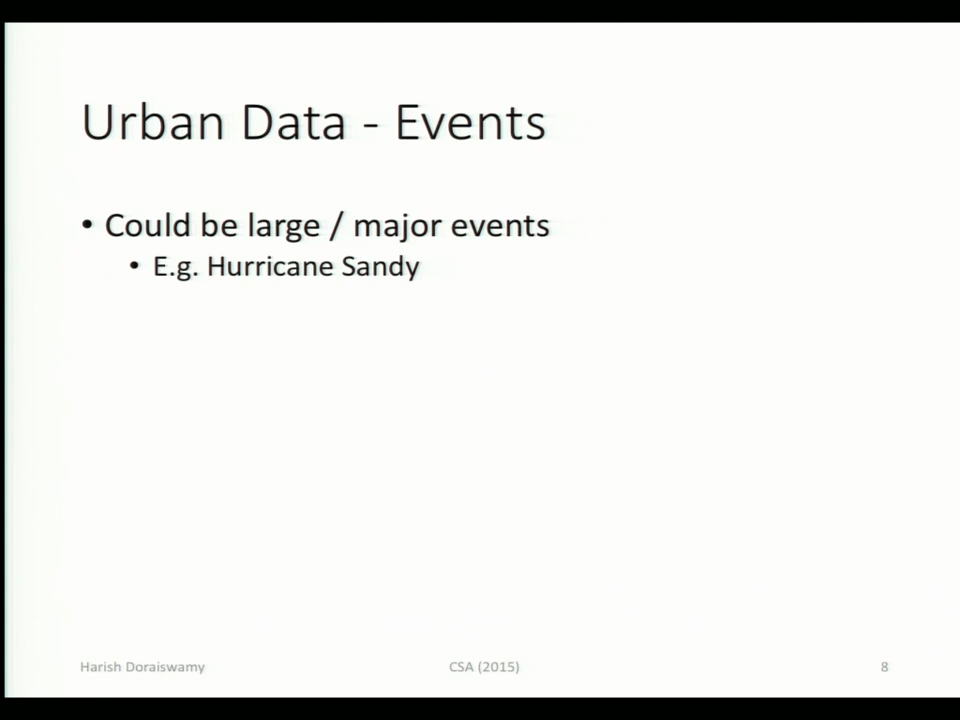 Urban Data - Events
• Could be large / major events
• E.g. Hurricane Sandy
Harish Doraiswamy
CSA (2015)
8